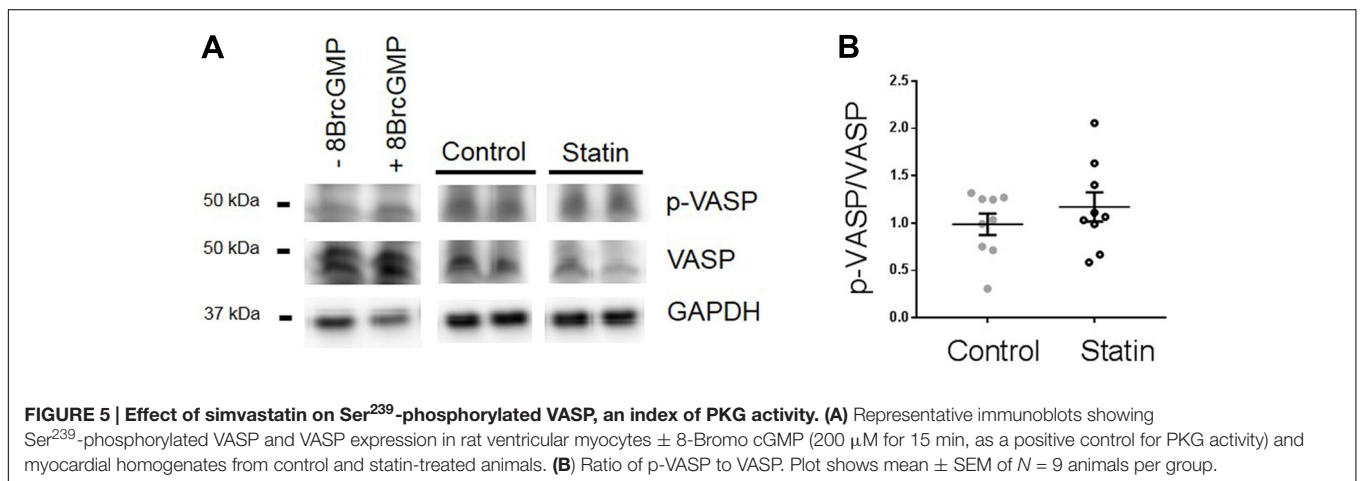 A
- 8BrcGMP
+ 8BrcGMP
Control
Statin
50 kDa
p-VASP
50 kDa
VASP
37 kDa
GAPDH
B
p-VASP/VASP
2.5
2.0
1.5
1.0
0.5
0.0
Control
Statin
FIGURE 5 | Effect of simvastatin on Ser²³⁹-phosphorylated VASP, an index of PKG activity. (A) Representative immunoblots showing
Ser²³⁹-phosphorylated VASP and VASP expression in rat ventricular myocytes ± 8-Bromo cGMP (200 μM for 15 min, as a positive control for PKG activity) and
myocardial homogenates from control and statin-treated animals. (B) Ratio of p-VASP to VASP. Plot shows mean ± SEM of N = 9 animals per group.